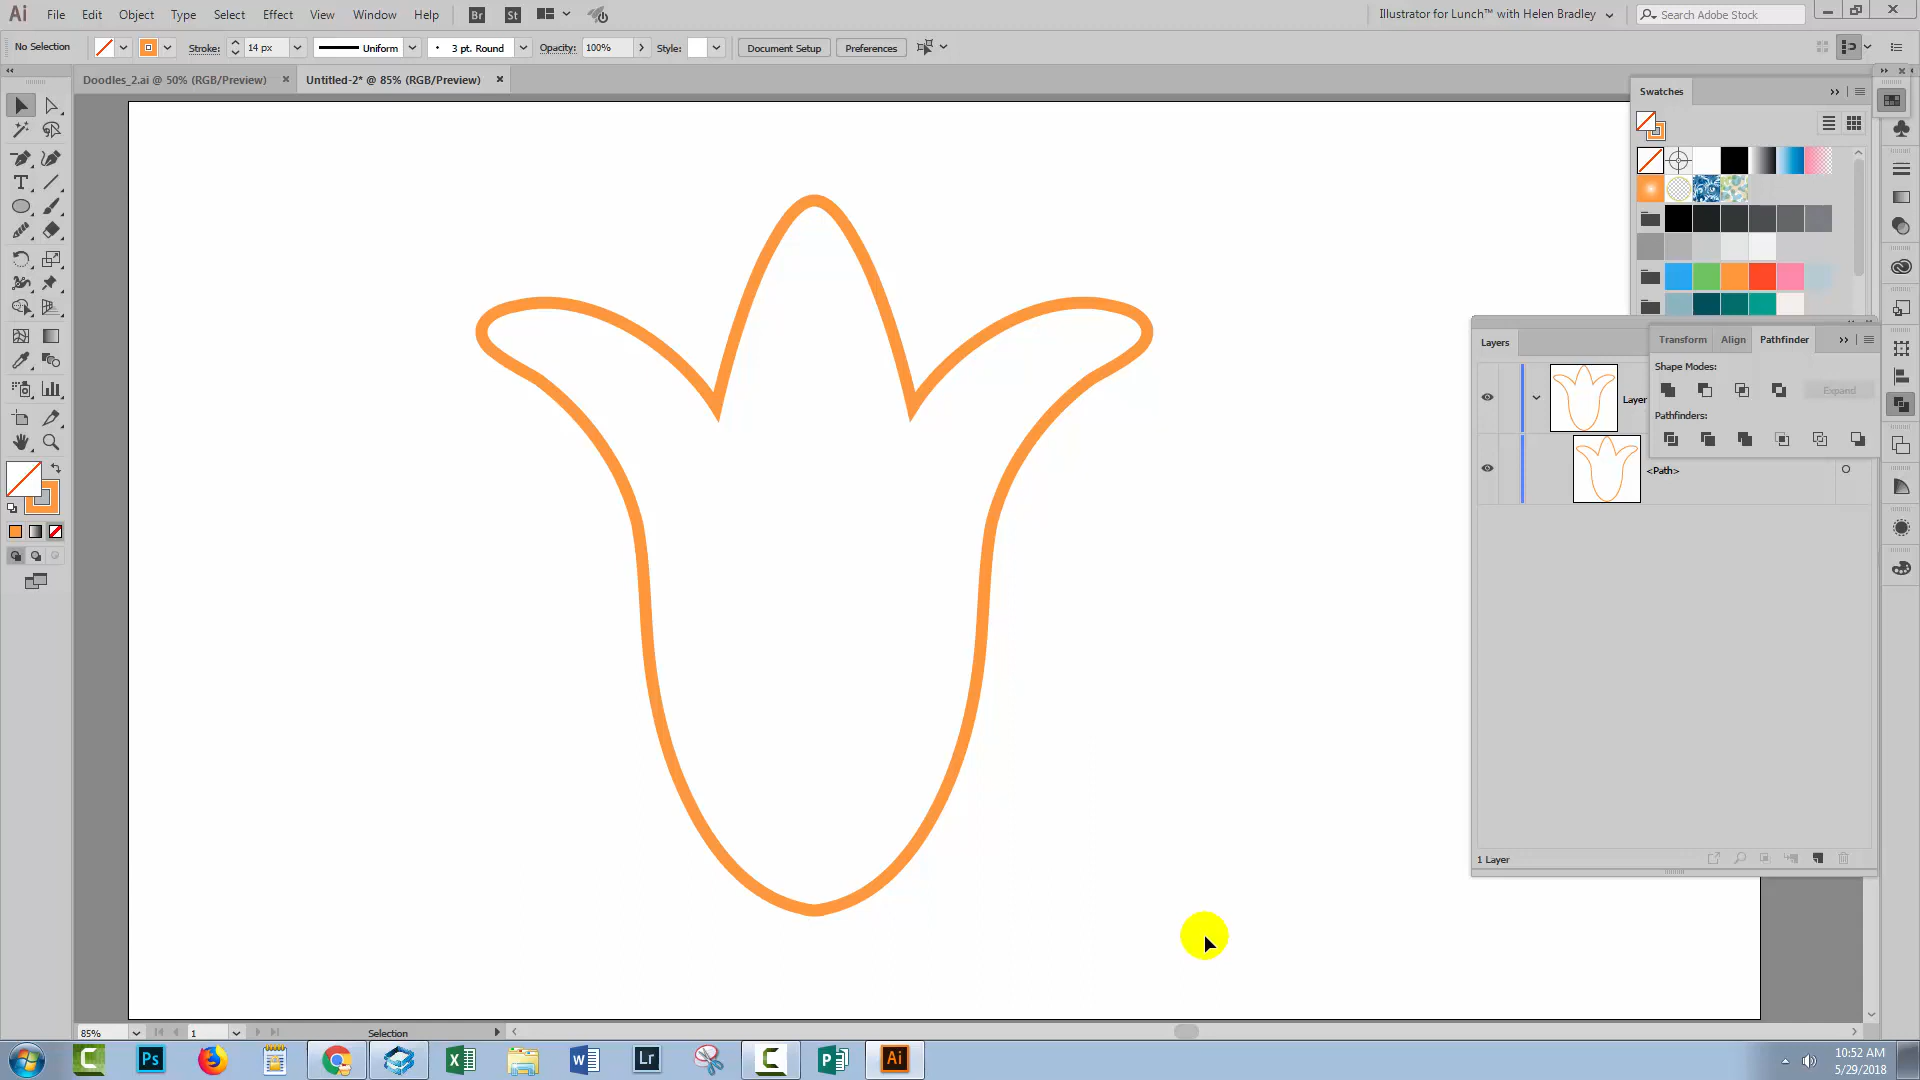 Ai File Edit Object Type Select Effect View Window Help Br St Illustrator for Lunch™ with Helen Bradley Search Adobe Stock
No Selection Stroke: 14 px Uniform 3 pt. Round Opacity: 100% Style: Document Setup Preferences
Doodles_2.ai @ 50% (RGB/Preview) Untitled-2* @ 85% (RGB/Preview)
Swatches
Layers Transform Align Pathfinder
Shape Modes:
Expand
Layer
Pathfinders:
<Path>
1 Layer
85% 1 Selection
Ps Lr Ai
10:52 AM
5/29/2018